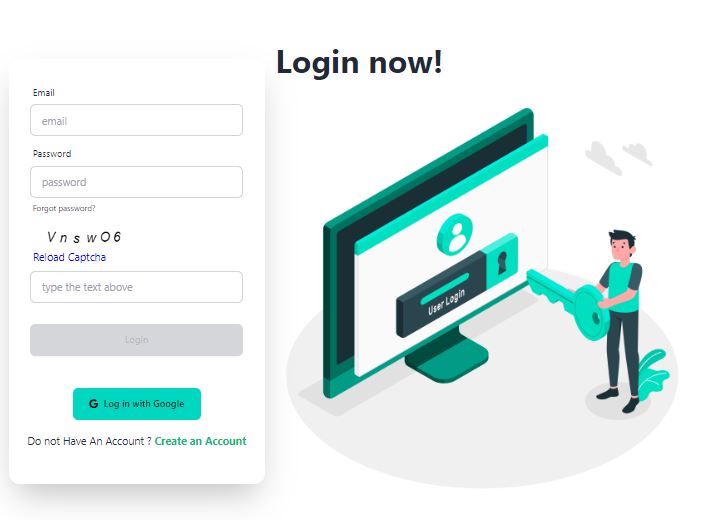 Login now!
Email
email
Password
password
Forgot password?
V n s w O 6
Reload Captcha
type the text above
Login
G Log in with Google
Do not Have An Account ? Create an Account
User Login